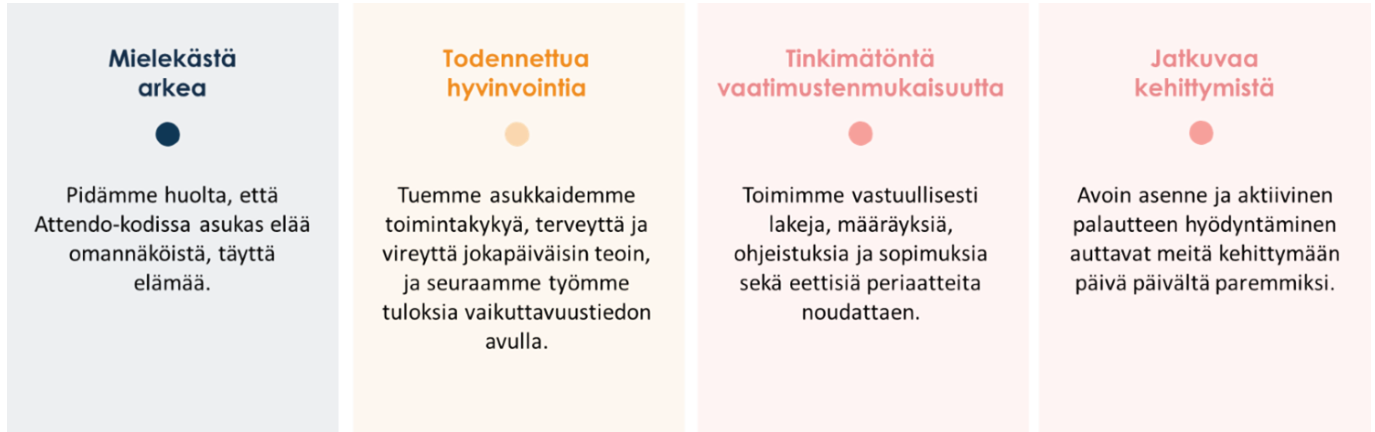 Mielekästä
arkea
Pidämme huolta, että
Attendo-kodissa asukas elää
omannäköistä, täyttä
elämää.
Todennettua
hyvinvointia
Tuemme asukkaidemme
toimintakykyä, terveyttä ja
vireyttä jokapäiväisin teoin,
ja seuraamme työmme
tuloksia vaikuttavuustiedon
avulla.
Tinkimätöntä
vaatimustenmukaisuutta
Toimimme vastuullisesti
lakeja, määräyksiä,
ohjeistuksia ja sopimuksia
sekä eettisiä periaatteita
noudattaen.
Jatkuvaa
kehittymistä
Avoin asenne ja aktiivinen
palautteen hyödyntäminen
auttavat meitä kehittymään
päivä päivältä paremmiksi.